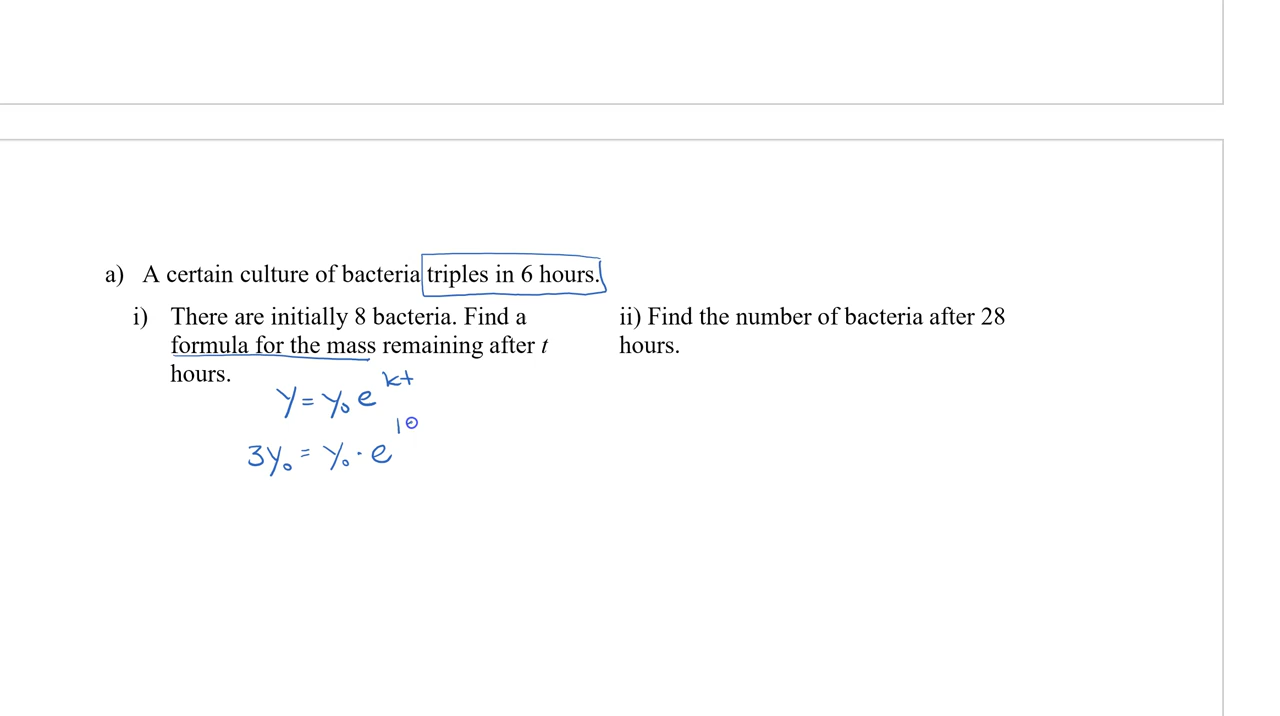 a) A certain culture of bacteria triples in 6 hours.
i) There are initially 8 bacteria. Find a
formula for the mass remaining after t
hours.
ii) Find the number of bacteria after 28
hours.
y = y₀ e^kt
3y₀ = y₀ · e